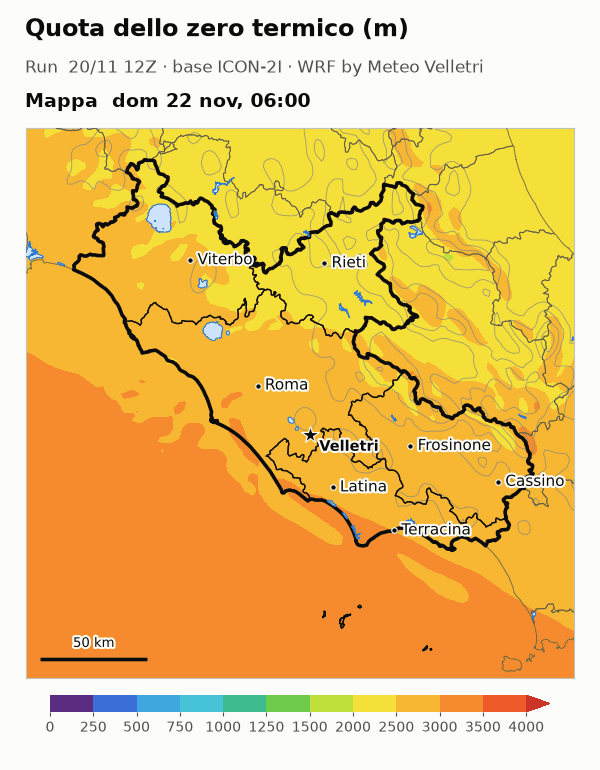 Quota dello zero termico (m)
Run  20/11 12Z · base ICON-2I · WRF by Meteo Velletri
Mappa  dom 22 nov, 06:00
Viterbo
Rieti
Roma
Velletri
Frosinone
Cassino
Latina
Terracina
50 km
0 250 500 750 1000 1250 1500 2000 2500 3000 3500 4000